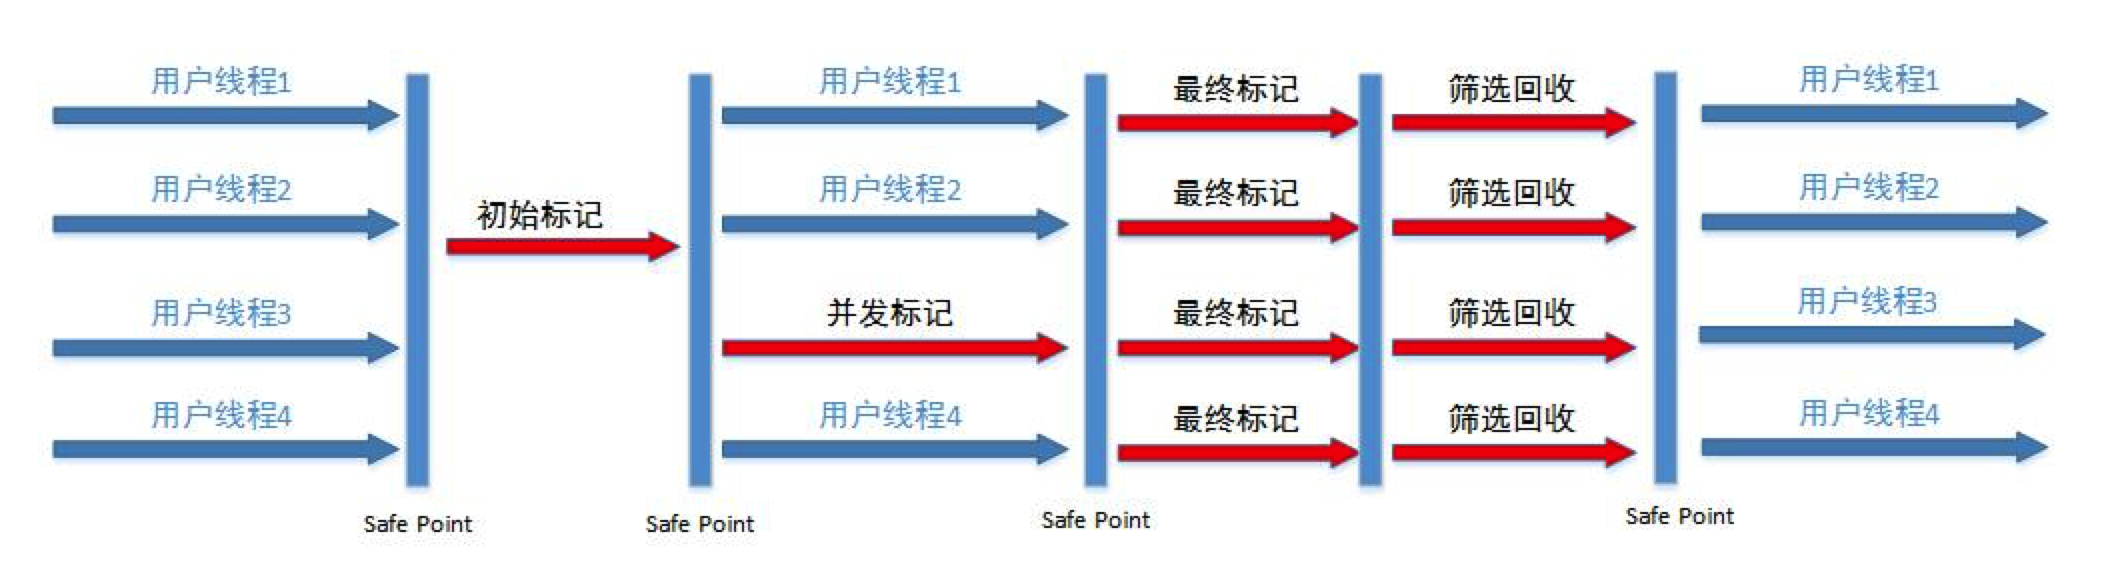 用户线程1 用户线程1 最终标记 筛选回收 用户线程1
用户线程2 用户线程2 最终标记 筛选回收 用户线程2
初始标记
用户线程3 并发标记 最终标记 筛选回收 用户线程3
用户线程4 用户线程4 最终标记 筛选回收 用户线程4
Safe Point Safe Point Safe Point Safe Point